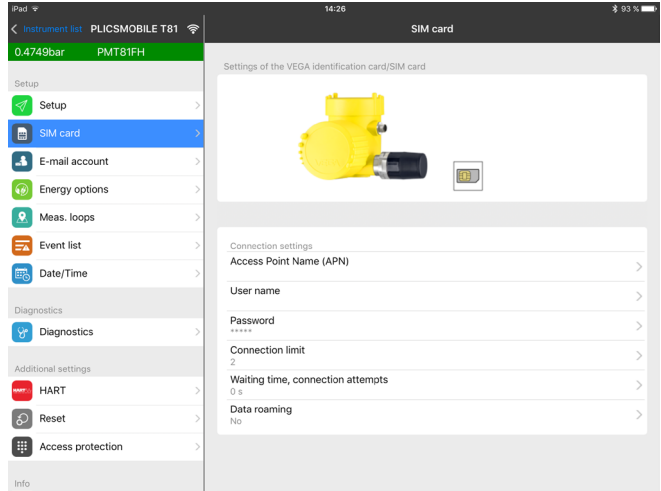 iPad
14:26
93 %
Instrument list
PLICSMOBILE T81
SIM card
0.4749bar
PMT81FH
Settings of the VEGA identification card/SIM card
Setup
Setup
SIM card
E-mail account
Energy options
Meas. loops
Event list
Date/Time
Diagnostics
Diagnostics
Additional settings
HART
HART
Reset
Access protection
Info
Connection settings
Access Point Name (APN)
User name
Password
*****
Connection limit
2
Waiting time, connection attempts
0 s
Data roaming
No